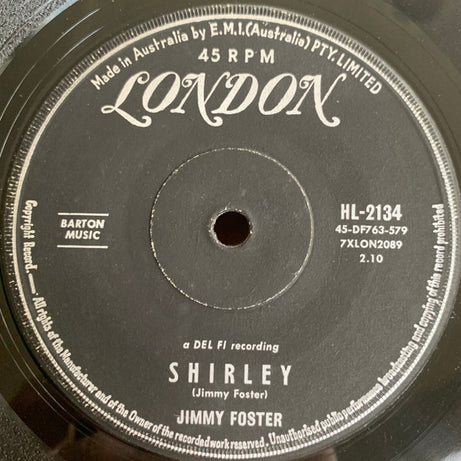 Made in Australia by E.M.I.(Australia) PTY. LIMITED
45 RPM
LONDON
BARTON
MUSIC
HL-2134
45-DF763-579
7XLON2089
2.10
a DEL FI recording
SHIRLEY
(Jimmy Foster)
JIMMY FOSTER
Copyright Record.— All rights of the Manufacturer and of the Owner of the recorded work reserved. Unauthorised public performance broadcasting and copying of this record prohibited